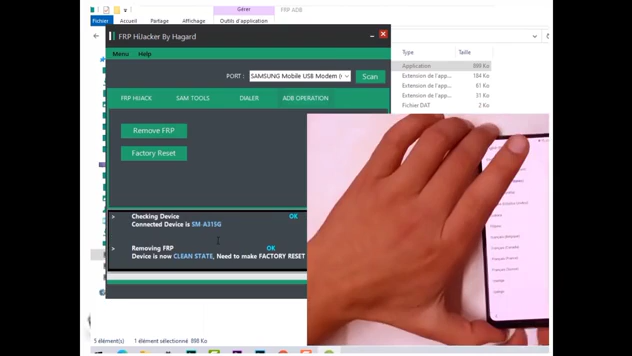 Gérer
FRP ADB
Fichier Accueil Partage Affichage Outils d'application
FRP HiJacker By Hagard
Menu Help
PORT : SAMSUNG Mobile USB Modem ( Scan
FRP HIJACK SAM TOOLS DIALER ADB OPERATION
Remove FRP
Factory Reset
> Checking Device OK
Connected Device is SM-A315G
> Removing FRP OK
Device is now CLEAN STATE, Need to make FACTORY RESET
Type Taille
Application 898 Ko
Extension de l'app... 184 Ko
Extension de l'app... 61 Ko
Extension de l'app... 31 Ko
Fichier DAT 2 Ko
5 élément(s) 1 élément sélectionné 898 Ko